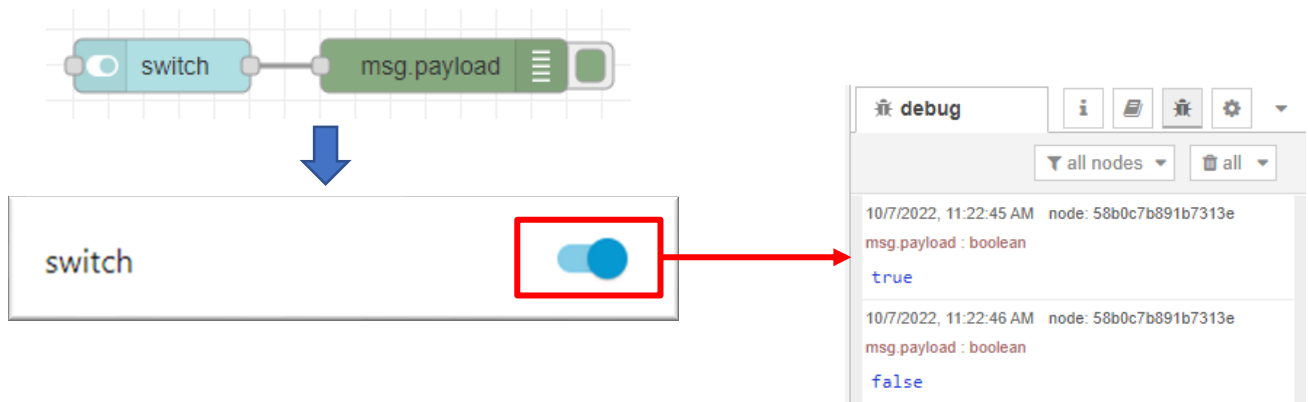 switch
msg.payload
switch
debug
i
all nodes
all
10/7/2022, 11:22:45 AM node: 58b0c7b891b7313e
msg.payload : boolean
true
10/7/2022, 11:22:46 AM node: 58b0c7b891b7313e
msg.payload : boolean
false